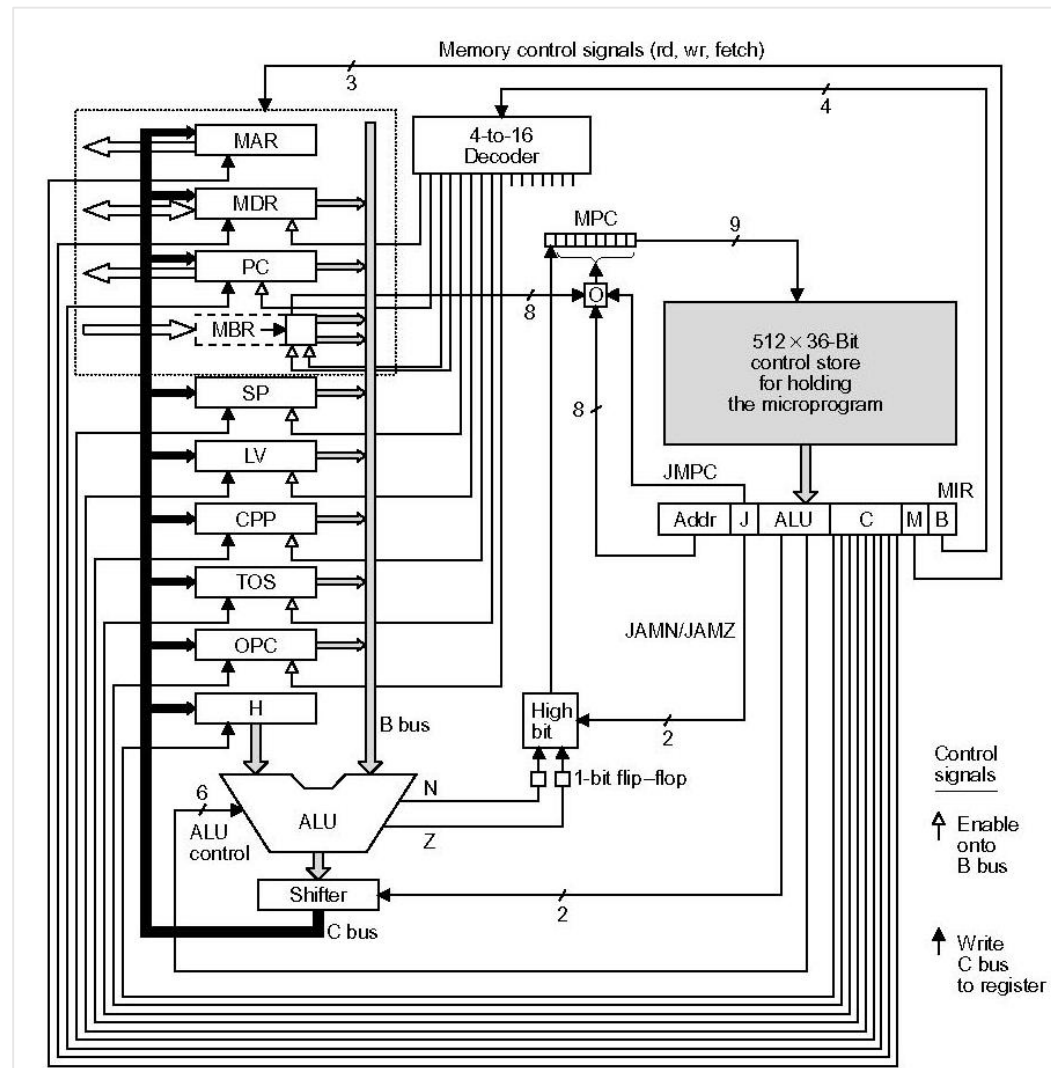 Memory control signals (rd, wr, fetch)
3
4
MAR
4-to-16
Decoder
MDR
MPC
9
PC
O
8
MBR
512 × 36-Bit
control store
for holding
the microprogram
SP
8
LV
JMPC
MIR
Addr
J
ALU
C
M
B
CPP
TOS
JAMN/JAMZ
OPC
H
B bus
High
bit
2
Control
signals
6
N
1-bit flip–flop
ALU
ALU
control
Z
Enable
onto
B bus
Shifter
2
C bus
Write
C bus
to register